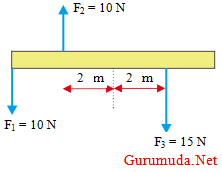 F₂ = 10 N
2 m
2 m
F₁ = 10 N
F₃ = 15 N
Gurumuda.Net